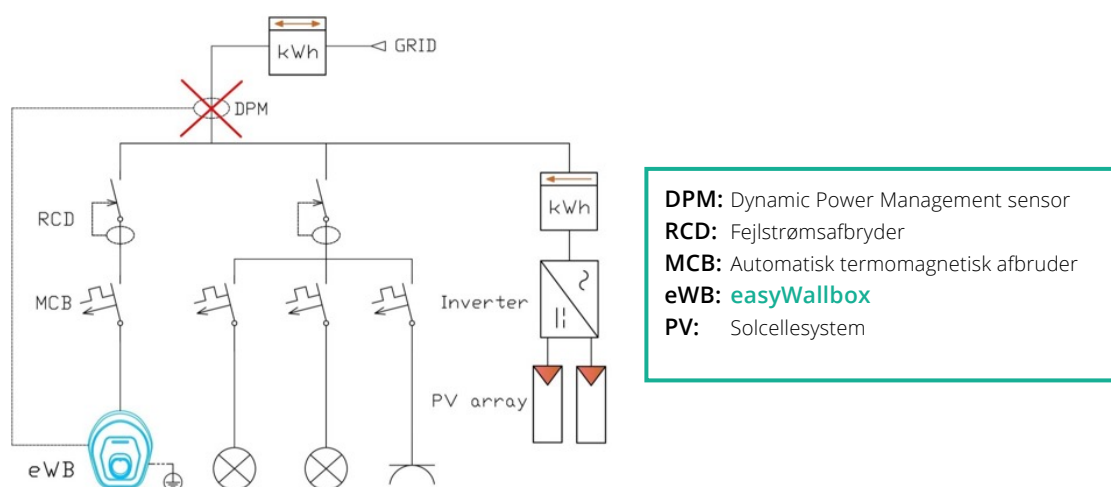 kWh
GRID
DPM
RCD
kWh
MCB
Inverter
PV array
eWB
DPM: Dynamic Power Management sensor
RCD: Fejlstrømsafbryder
MCB: Automatisk termomagnetisk afbruder
eWB: easyWallbox
PV: Solcellesystem